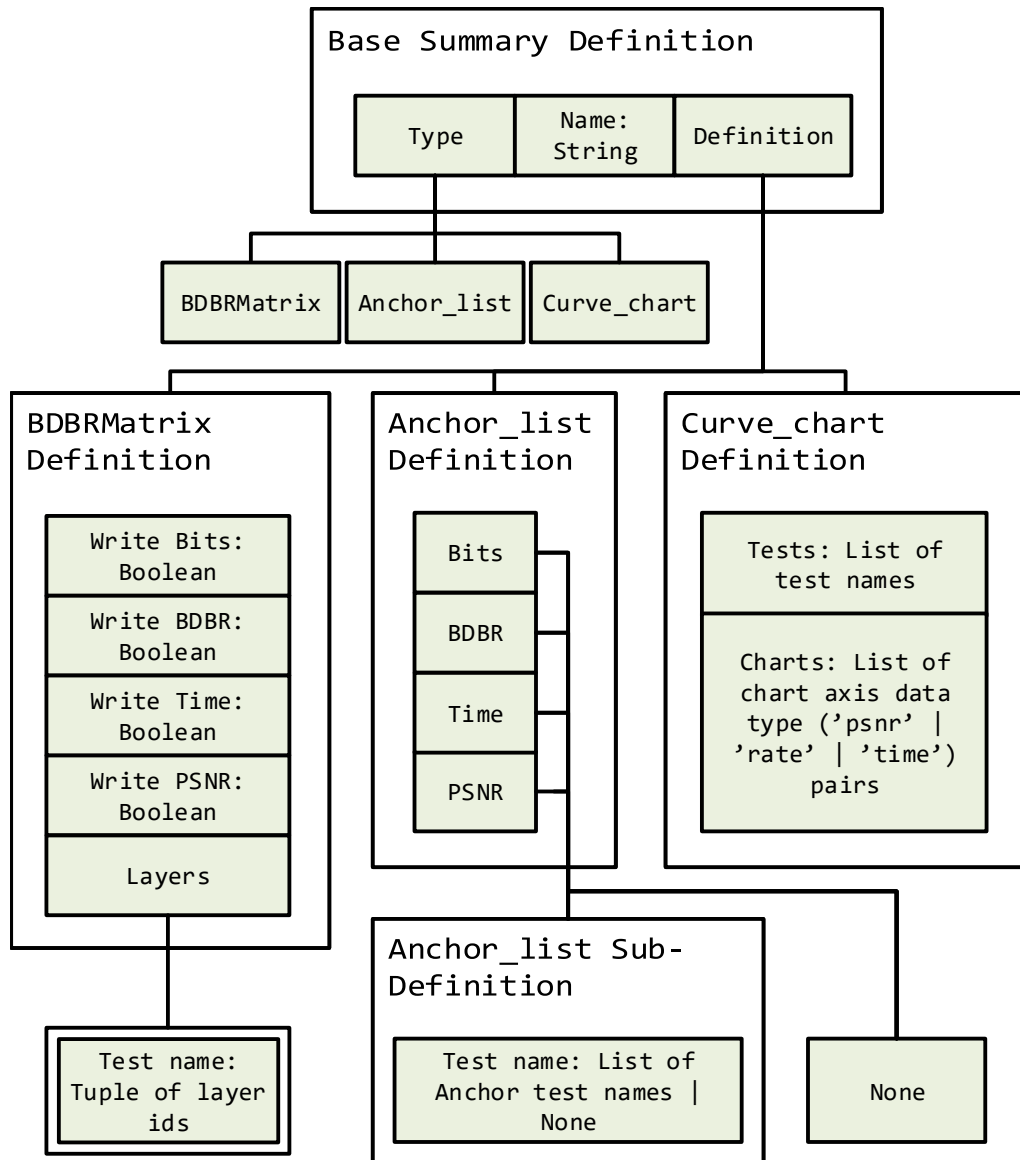 Base Summary Definition
Type
Name:
String
Definition
BDBRMatrix
Anchor_list
Curve_chart
BDBRMatrix
Definition
Write Bits:
Boolean
Write BDBR:
Boolean
Write Time:
Boolean
Write PSNR:
Boolean
Layers
Test name:
Tuple of layer
ids
Anchor_list
Definition
Bits
BDBR
Time
PSNR
Anchor_list Sub-
Definition
Test name: List of
Anchor test names |
None
None
Curve_chart
Definition
Tests: List of
test names
Charts: List of
chart axis data
type (’psnr’ |
’rate’ | ’time’)
pairs